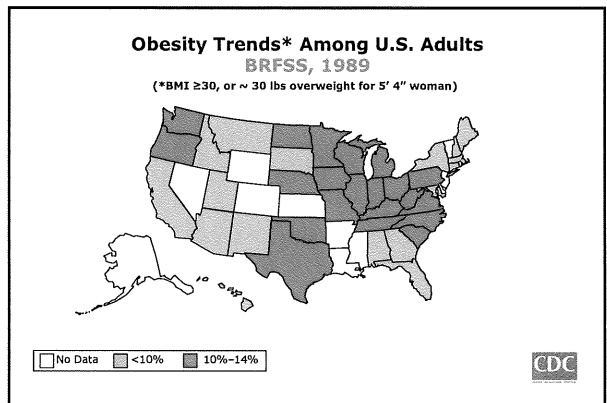 Obesity Trends* Among U.S. Adults
BRFSS, 1989
(*BMI ≥30, or ~ 30 lbs overweight for 5' 4" woman)
No Data <10% 10%–14%
CDC